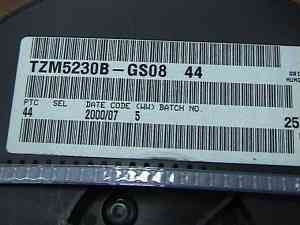 TZM5230B-GS08 44
PTC SEL DATE CODE (WW) BATCH NO.
44 2000/07 5
25